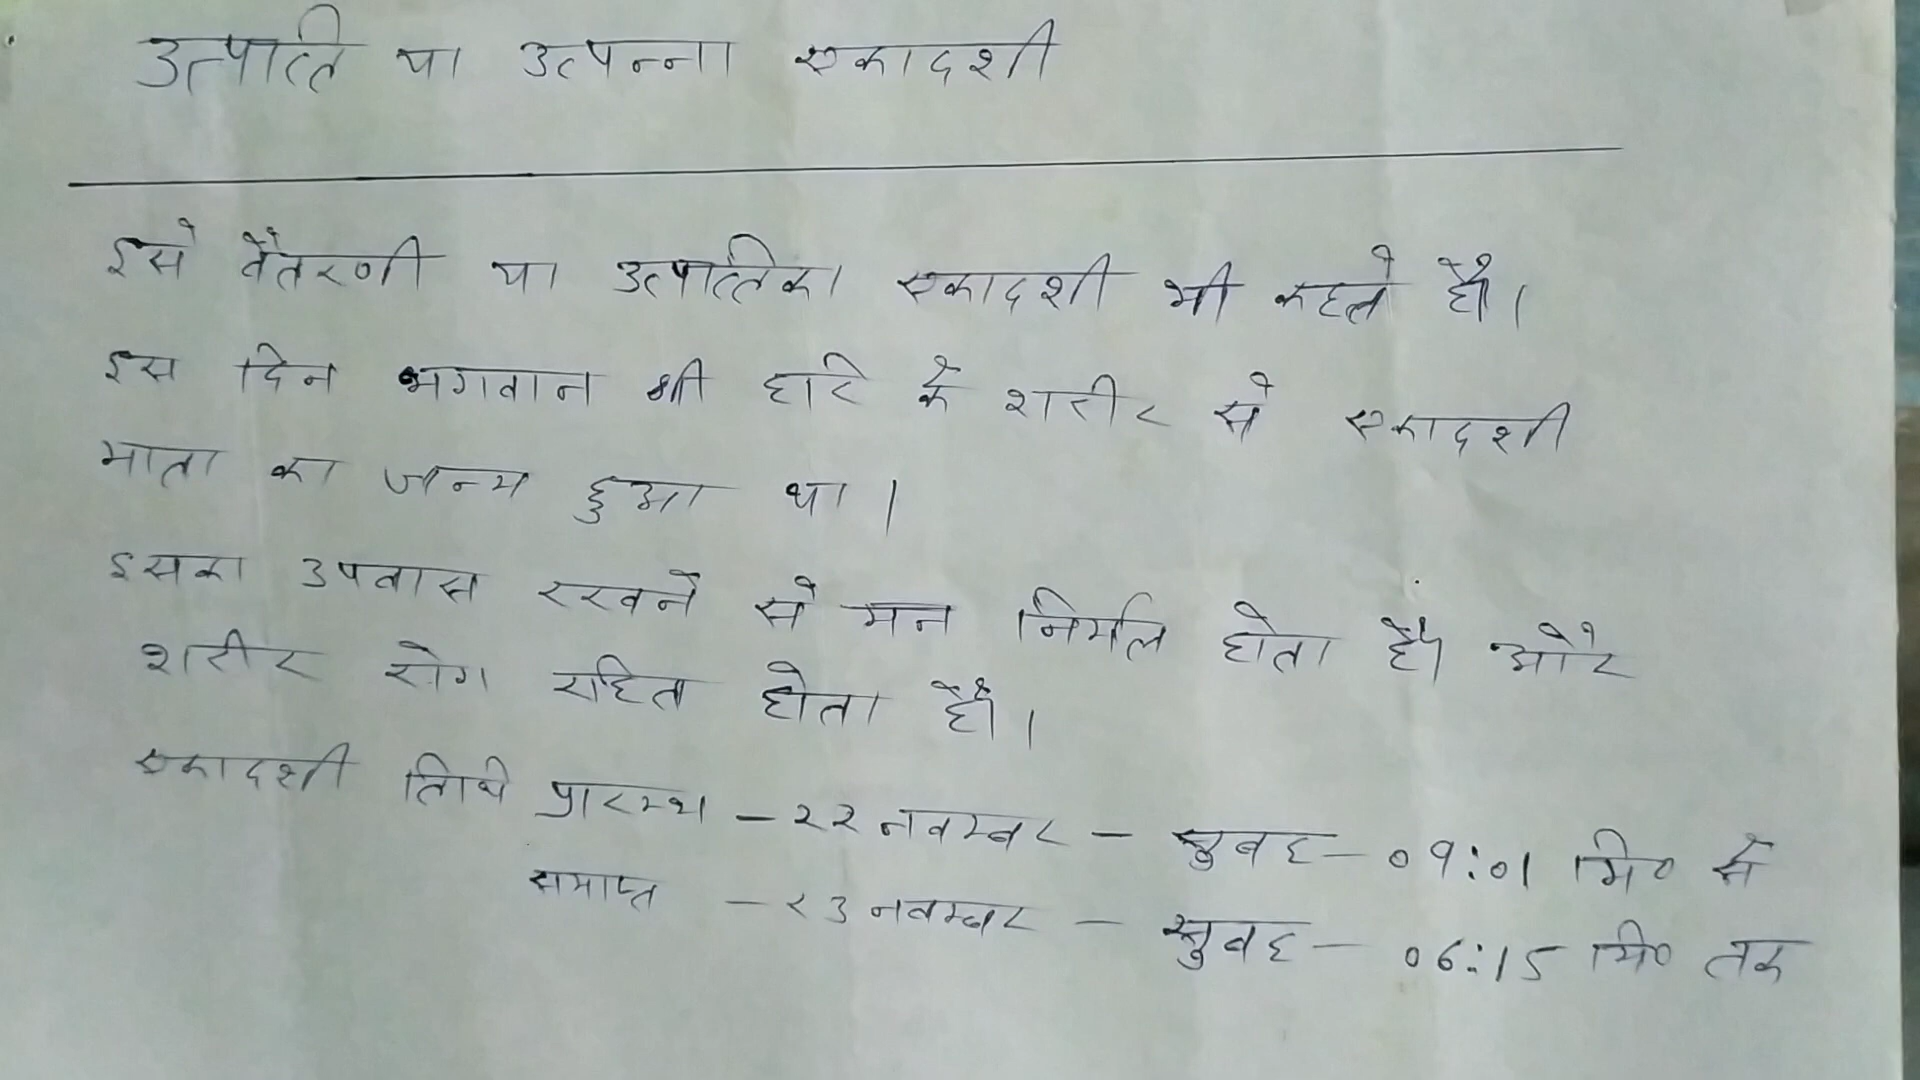 उत्पत्ति या उत्पन्ना एकादशी
इसे वैतरणी या उत्पत्तिका एकादशी भी कहते हैं।
इस दिन भगवान श्री हरि के शरीर से एकादशी
माता का जन्म हुआ था।
इसका उपवास रखने से मन निर्मल होता है और
शरीर रोग रहित होता है।
एकादशी तिथि प्रारम्भ - २२ नवम्बर - सुबह - 09:01 मि० से
समाप्त - २३ नवम्बर - सुबह - 06:15 मि० तक